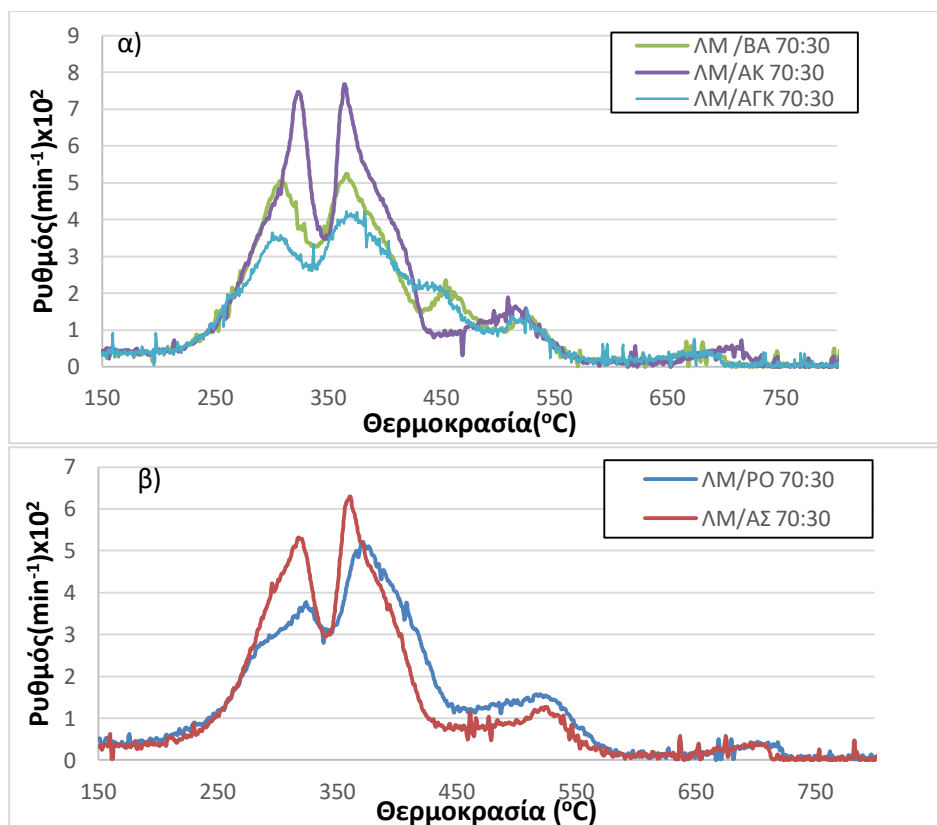 α)
ΛΜ /ΒΑ 70:30
ΛΜ/ΑΚ 70:30
ΛΜ/ΑΓΚ 70:30
Ρυθμός(min⁻¹)x10²
9
8
7
6
5
4
3
2
1
0
150 250 350 450 550 650 750
Θερμοκρασία(°C)
β)
ΛΜ/ΡΟ 70:30
ΛΜ/ΑΣ 70:30
Ρυθμός(min⁻¹)x10²
7
6
5
4
3
2
1
0
150 250 350 450 550 650 750
Θερμοκρασία (°C)